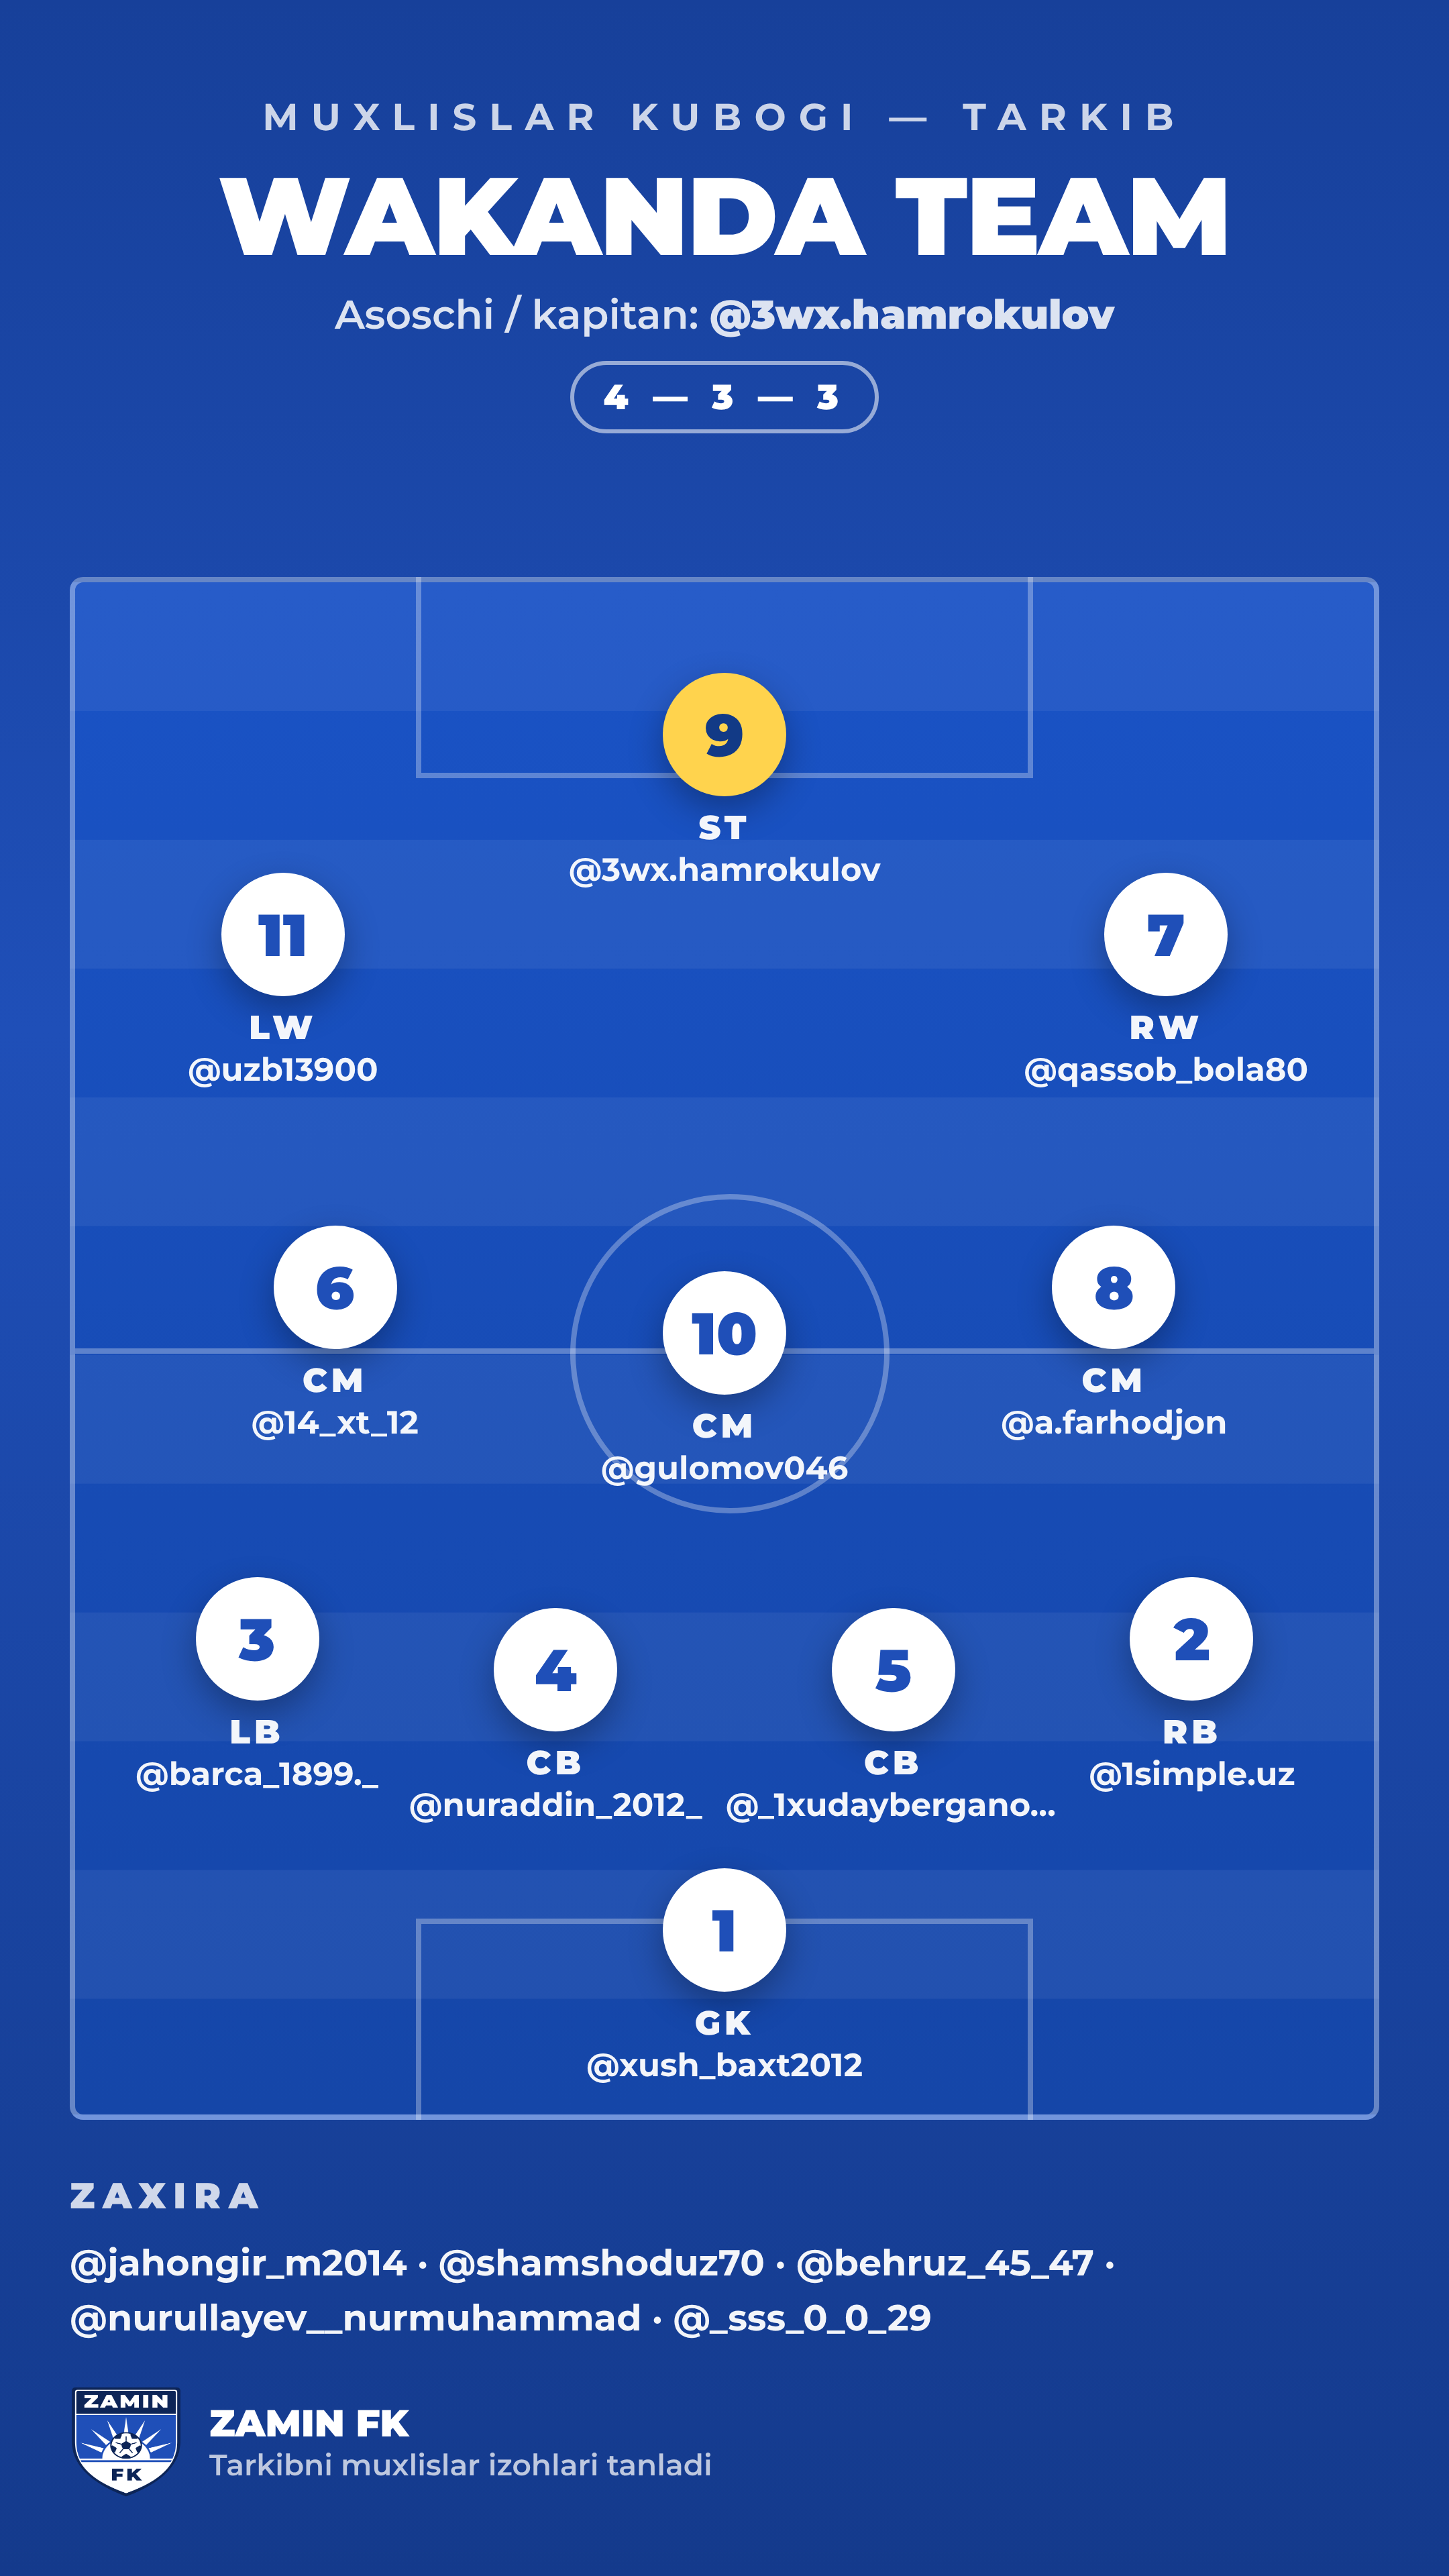 MUXLISLAR KUBOGI — TARKIB
WAKANDA TEAM
Asoschi / kapitan: @3wx.hamrokulov
4 — 3 — 3
9
ST
@3wx.hamrokulov
11
LW
@uzb13900
7
RW
@qassob_bola80
6
CM
@14_xt_12
10
CM
@gulomov046
8
CM
@a.farhodjon
3
LB
@barca_1899._
4
CB
@nuraddin_2012_
5
CB
@_1xudaybergano...
2
RB
@1simple.uz
1
GK
@xush_baxt2012
ZAXIRA
@jahongir_m2014 · @shamshoduz70 · @behruz_45_47 ·
@nurullayev__nurmuhammad · @_sss_0_0_29
ZAMIN
FK
ZAMIN FK
Tarkibni muxlislar izohlari tanladi